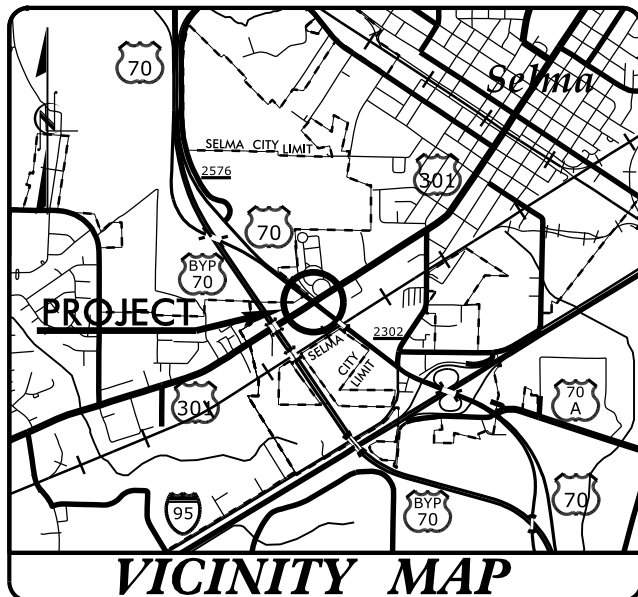 70
Selma
SELMA CITY LIMIT
2576
301
70
BYP
70
PROJECT
2302
SELMA
CITY
LIMIT
301
70
A
95
BYP
70
70
VICINITY MAP